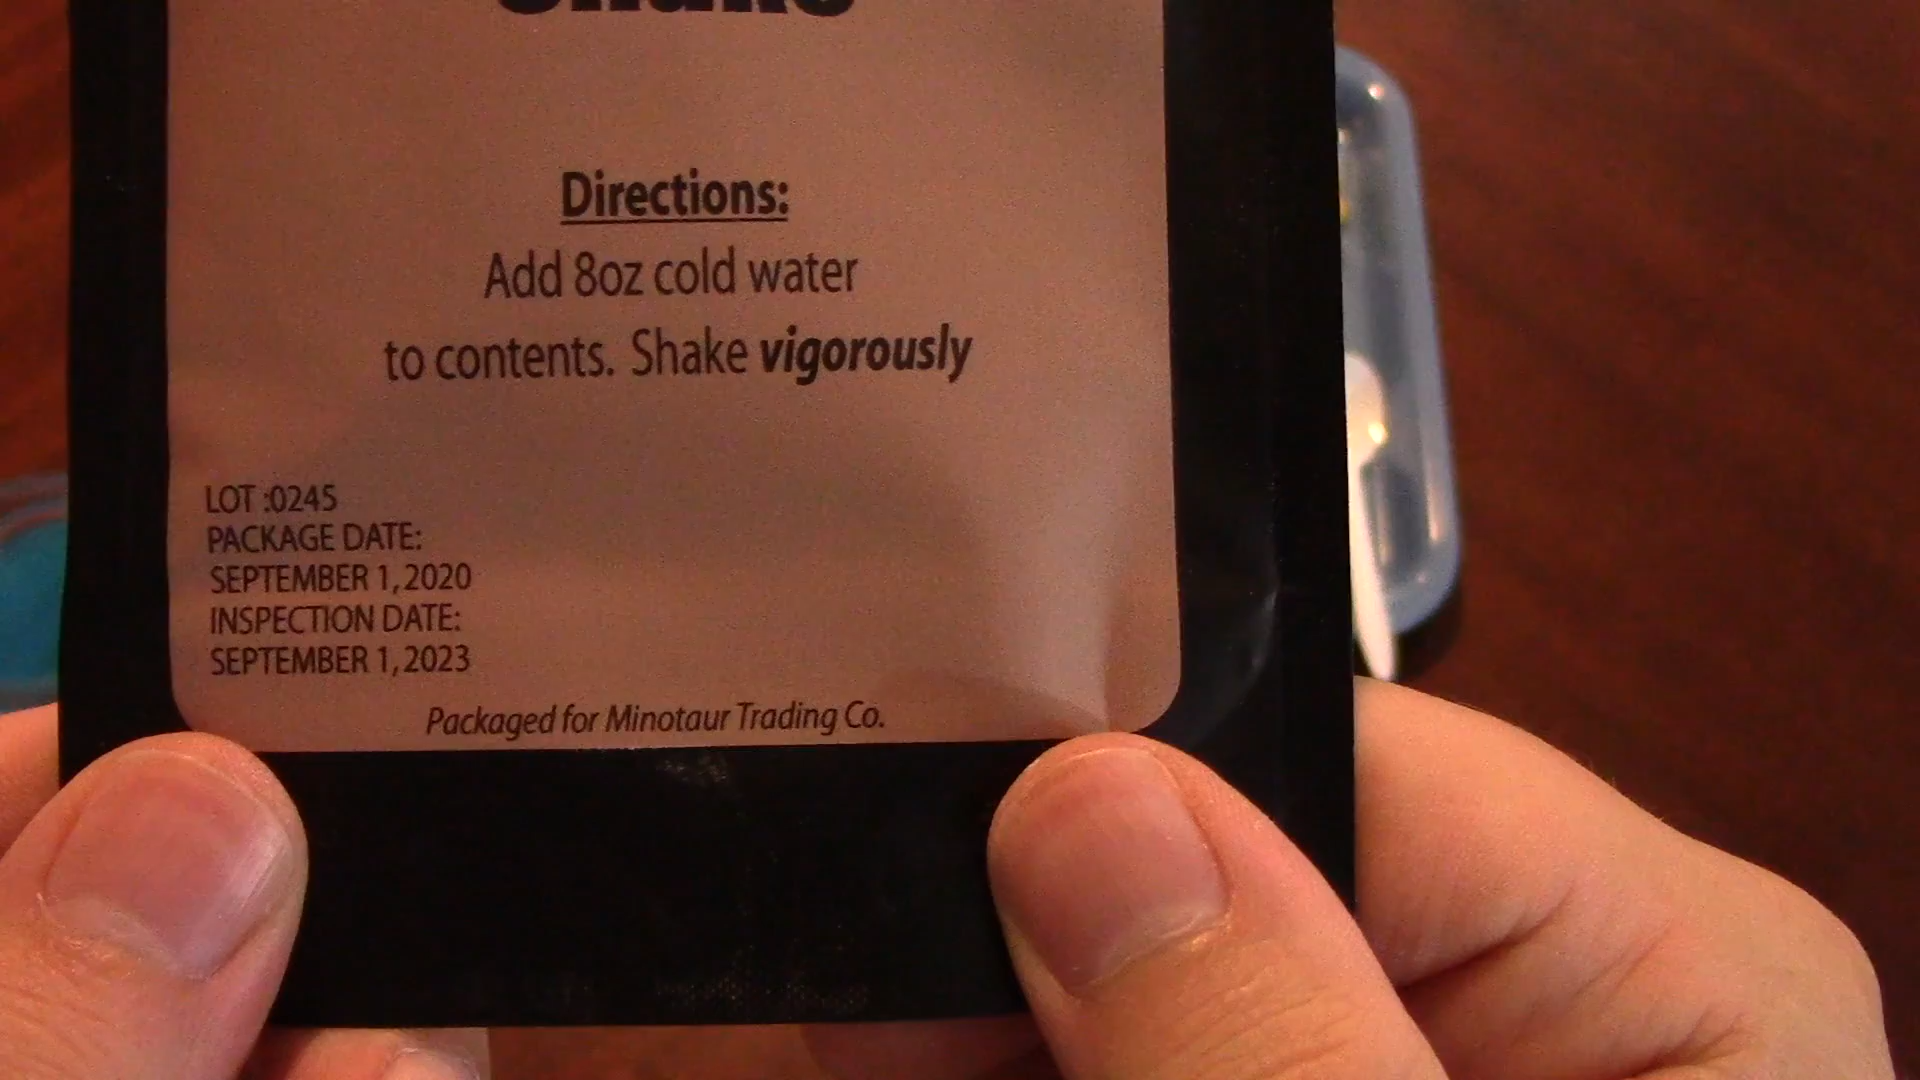 Shake
Directions:
Add 8oz cold water
to contents. Shake vigorously
LOT :0245
PACKAGE DATE:
SEPTEMBER 1, 2020
INSPECTION DATE:
SEPTEMBER 1, 2023
Packaged for Minotaur Trading Co.